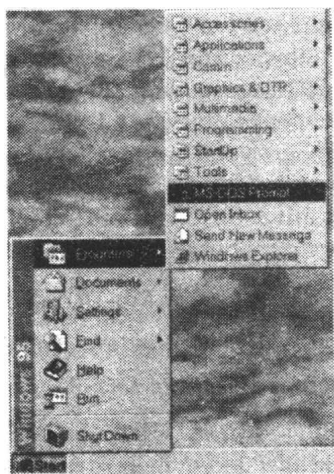 Accessories
Applications
Comm
Graphics & DTP
Multimedia
Programming
StartUp
Tools
MS-DOS Prompt
Open Inbox
Send New Message
Windows Explorer
Programs
Documents
Settings
Find
Help
Run
Shut Down
Windows 95
Start